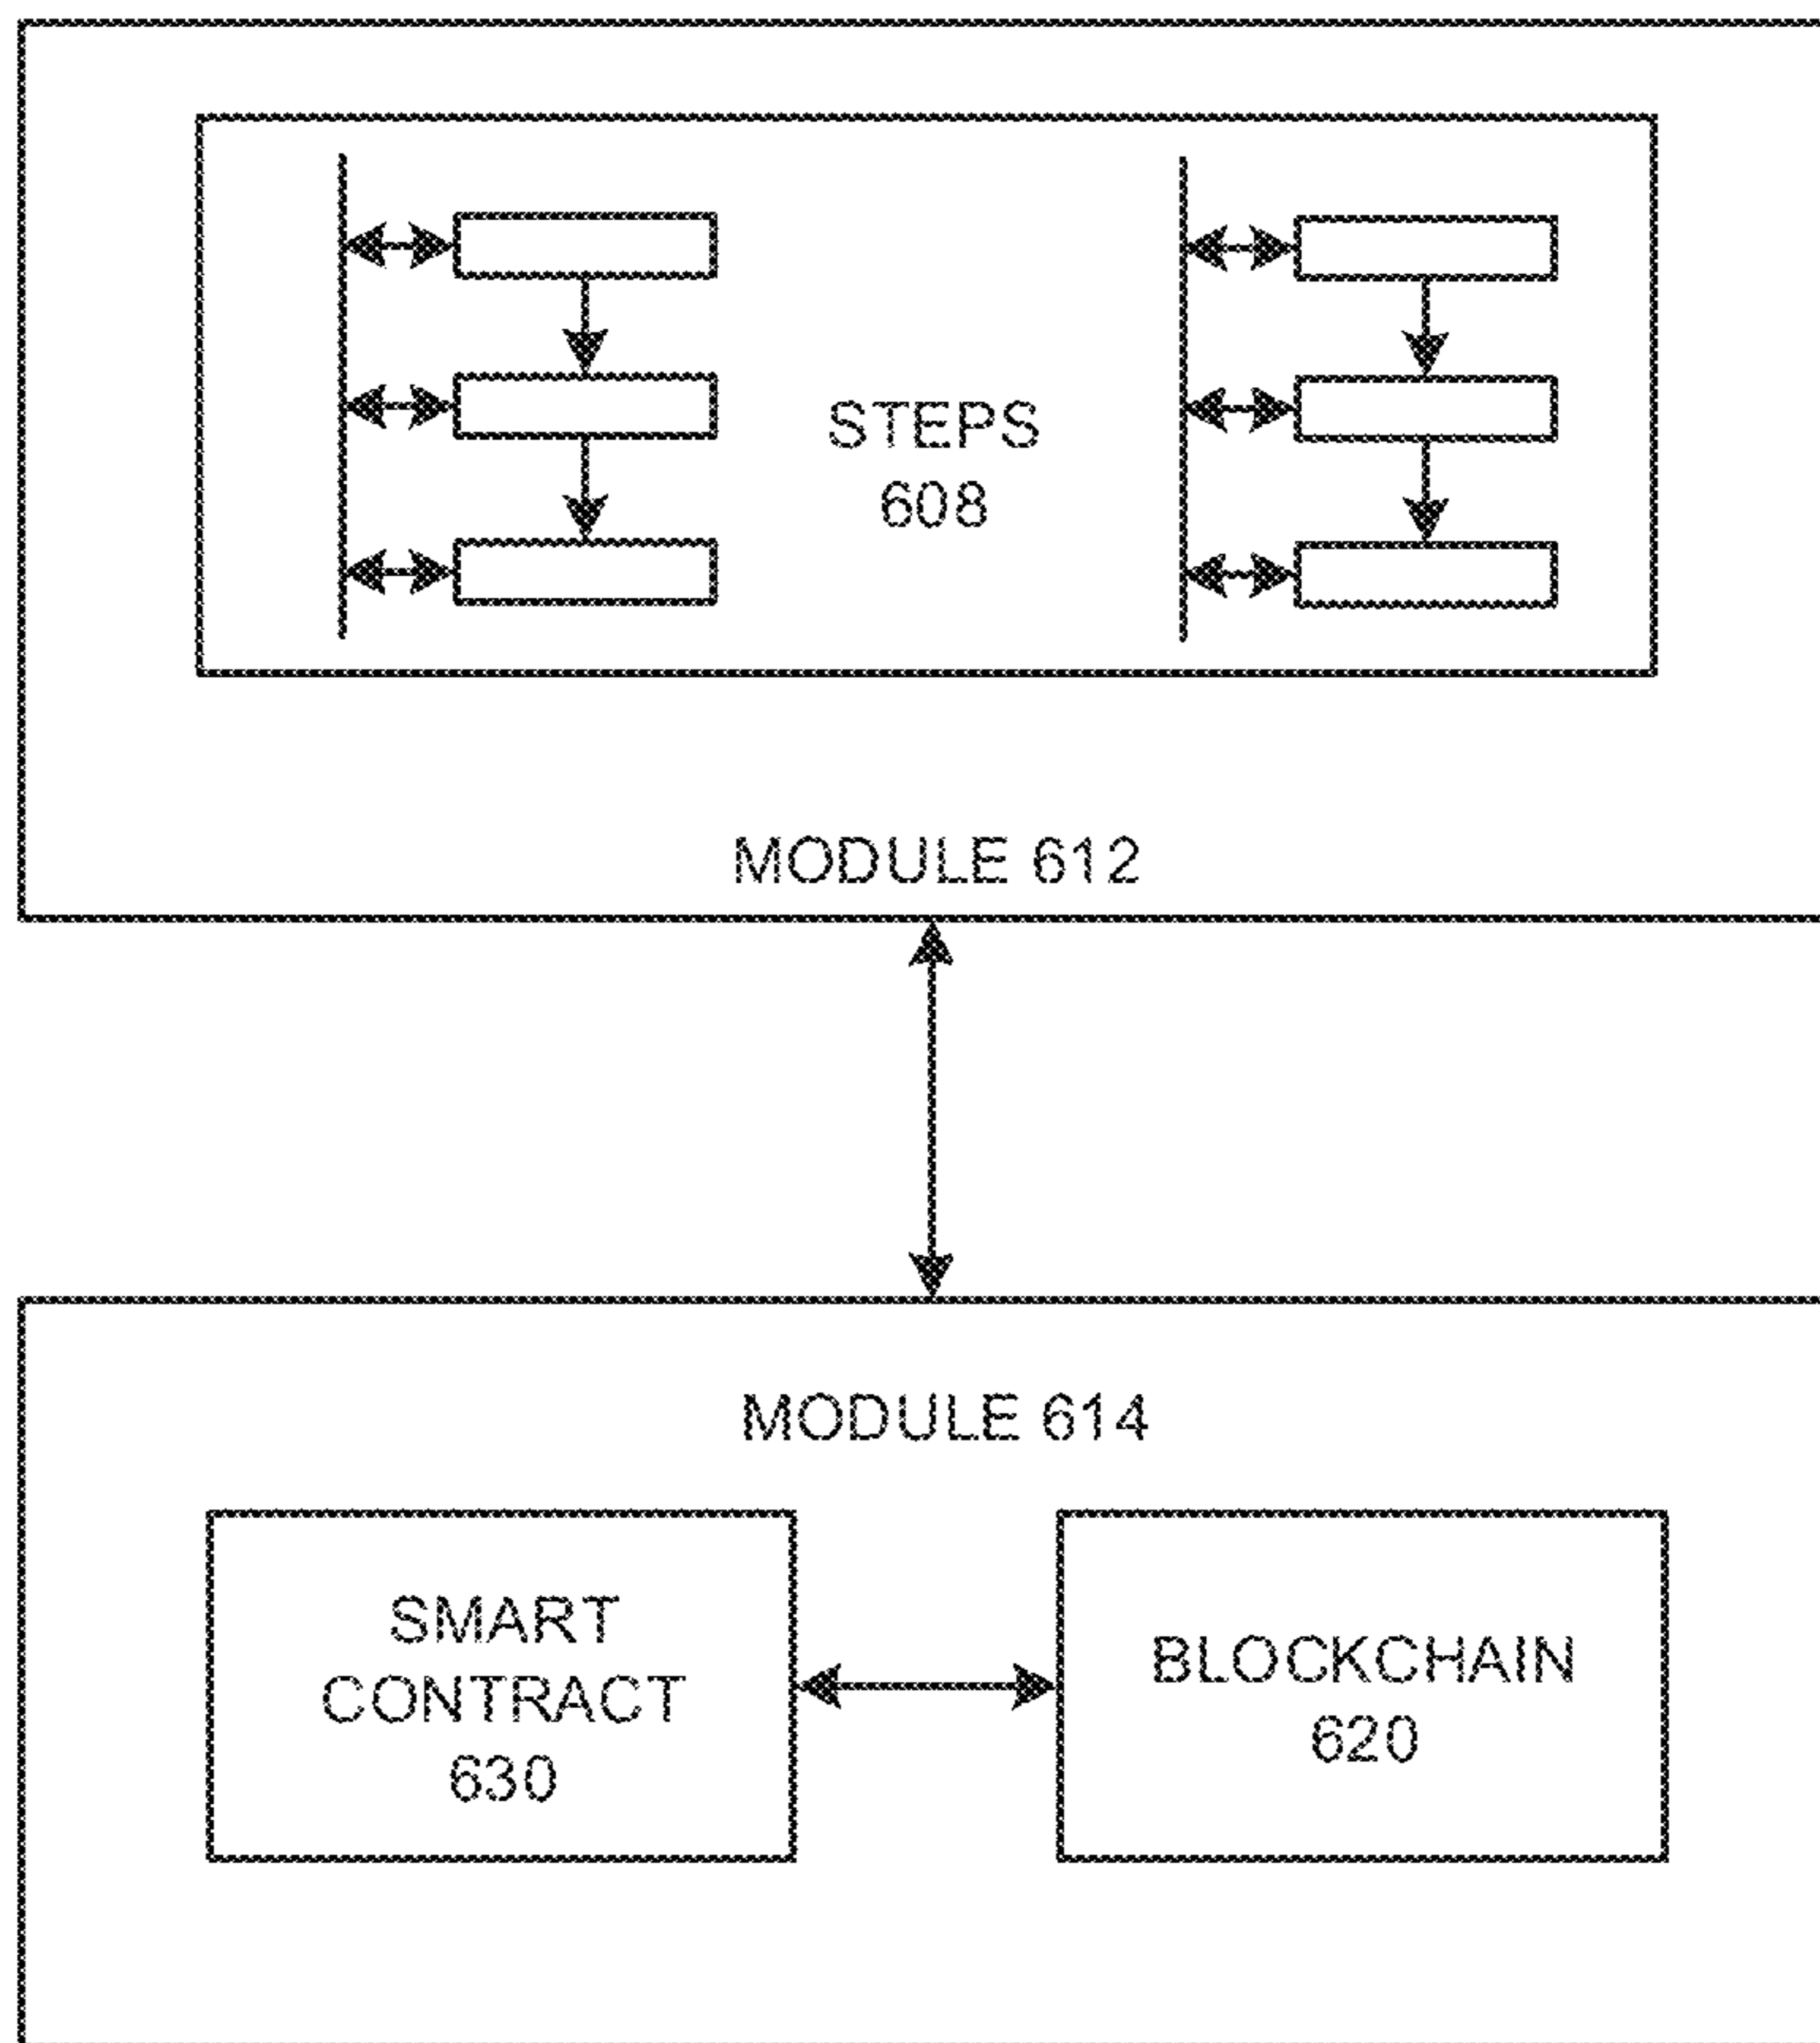 STEPS
608
MODULE 612
MODULE 614
SMART
CONTRACT
630
BLOCKCHAIN
620